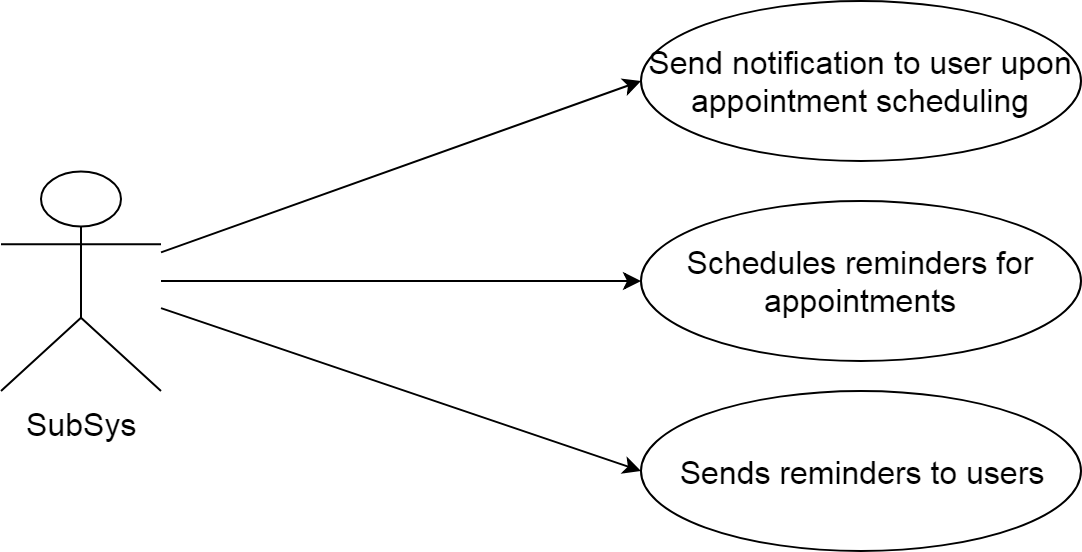 Send notification to user upon
appointment scheduling
Schedules reminders for
appointments
SubSys
Sends reminders to users